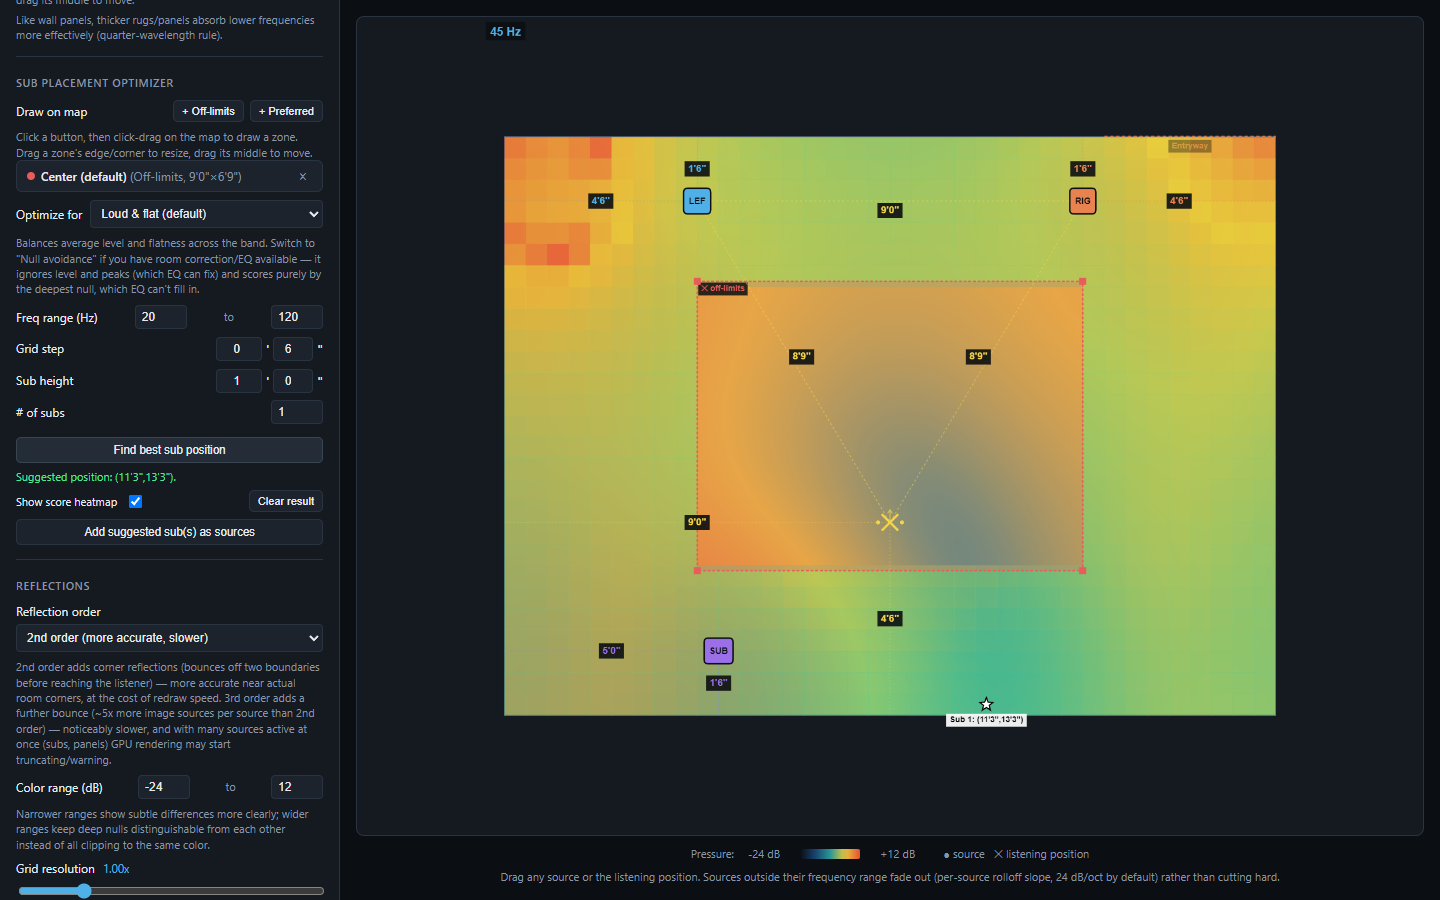 drag its middle to move.
Like wall panels, thicker rugs/panels absorb lower frequencies
more effectively (quarter-wavelength rule).
SUB PLACEMENT OPTIMIZER
Draw on map
+ Off-limits
+ Preferred
Click a button, then click-drag on the map to draw a zone.
Drag a zone's edge/corner to resize, drag its middle to move.
Center (default) (Off-limits, 9'0"×6'9") ×
Optimize for
Loud & flat (default)
Balances average level and flatness across the band. Switch to
"Null avoidance" if you have room correction/EQ available — it
ignores level and peaks (which EQ can fix) and scores purely by
the deepest null, which EQ can't fill in.
Freq range (Hz) 20 to 120
Grid step 0 ' 6 "
Sub height 1 ' 0 "
# of subs 1
Find best sub position
Suggested position: (11'3",13'3").
Show score heatmap
Clear result
Add suggested sub(s) as sources
REFLECTIONS
Reflection order
2nd order (more accurate, slower)
2nd order adds corner reflections (bounces off two boundaries
before reaching the listener) — more accurate near actual
room corners, at the cost of redraw speed. 3rd order adds a
further bounce (~5x more image sources per source than 2nd
order) — noticeably slower, and with many sources active at
once (subs, panels) GPU rendering may start
truncating/warning.
Color range (dB) -24 to 12
Narrower ranges show subtle differences more clearly; wider
ranges keep deep nulls distinguishable from each other
instead of all clipping to the same color.
Grid resolution 1.00x
45 Hz
Entryway
1'6"
1'6"
4'6"
LEF
9'0"
RIG
4'6"
off-limits
8'9"
8'9"
9'0"
4'6"
5'0"
SUB
1'6"
Sub 1: (11'3",13'3")
Pressure: -24 dB +12 dB source listening position
Drag any source or the listening position. Sources outside their frequency range fade out (per-source rolloff slope, 24 dB/oct by default) rather than cutting hard.